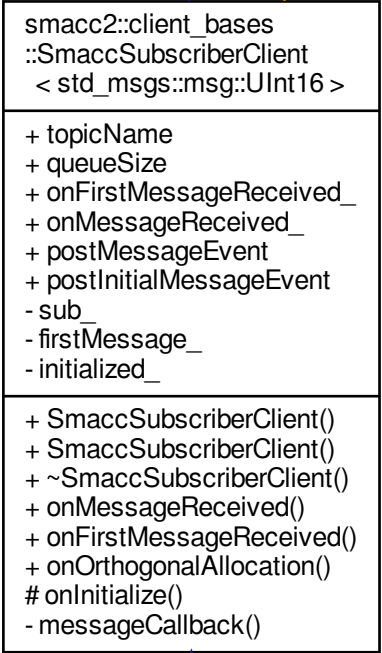 smacc2::client_bases
::SmaccSubscriberClient
< std_msgs::msg::UInt16 >
+ topicName
+ queueSize
+ onFirstMessageReceived_
+ onMessageReceived_
+ postMessageEvent
+ postInitialMessageEvent
- sub_
- firstMessage_
- initialized_
+ SmaccSubscriberClient()
+ SmaccSubscriberClient()
+ ~SmaccSubscriberClient()
+ onMessageReceived()
+ onFirstMessageReceived()
+ onOrthogonalAllocation()
# onInitialize()
- messageCallback()